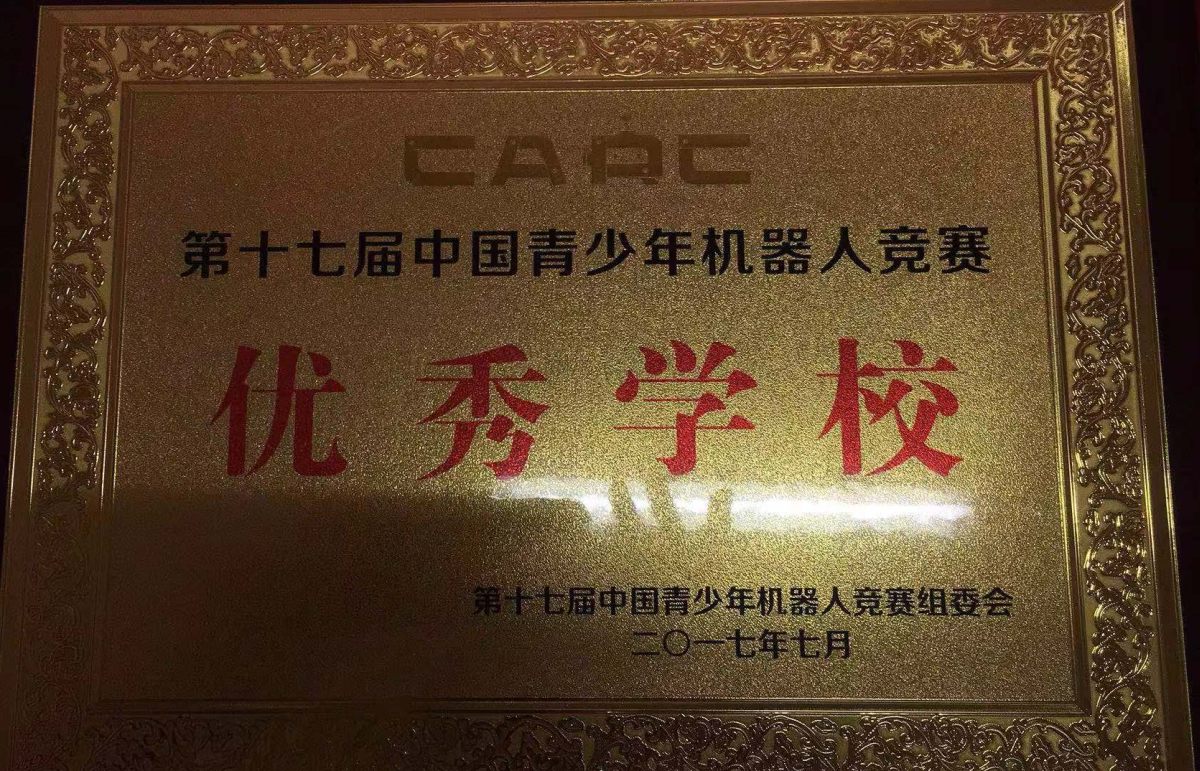 CARC
第十七届中国青少年机器人竞赛
优秀学校
第十七届中国青少年机器人竞赛组委会
二〇一七年七月